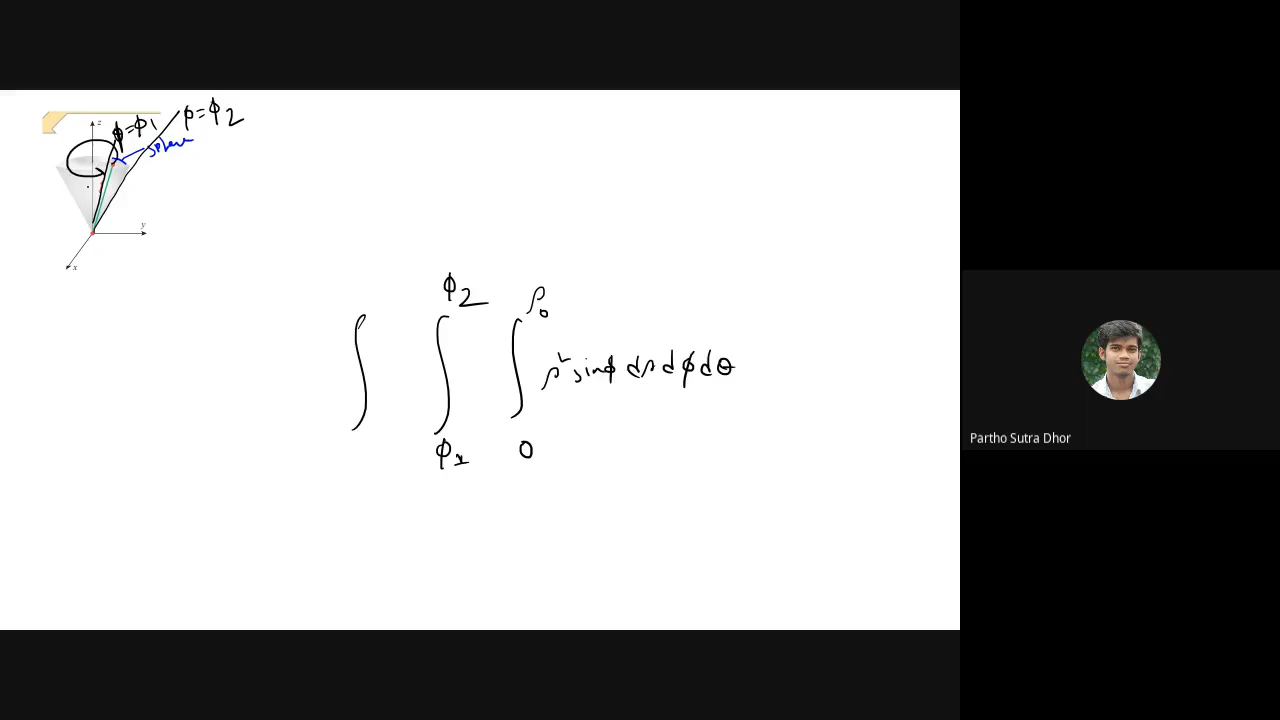 z
ϕ=ϕ1
ϕ=ϕ2
sphere
y
x
∫ ∫_{ϕ1}^{ϕ2} ∫_{0}^{ρ0} ρ² sinϕ dρ dϕ dθ
Partho Sutra Dhor